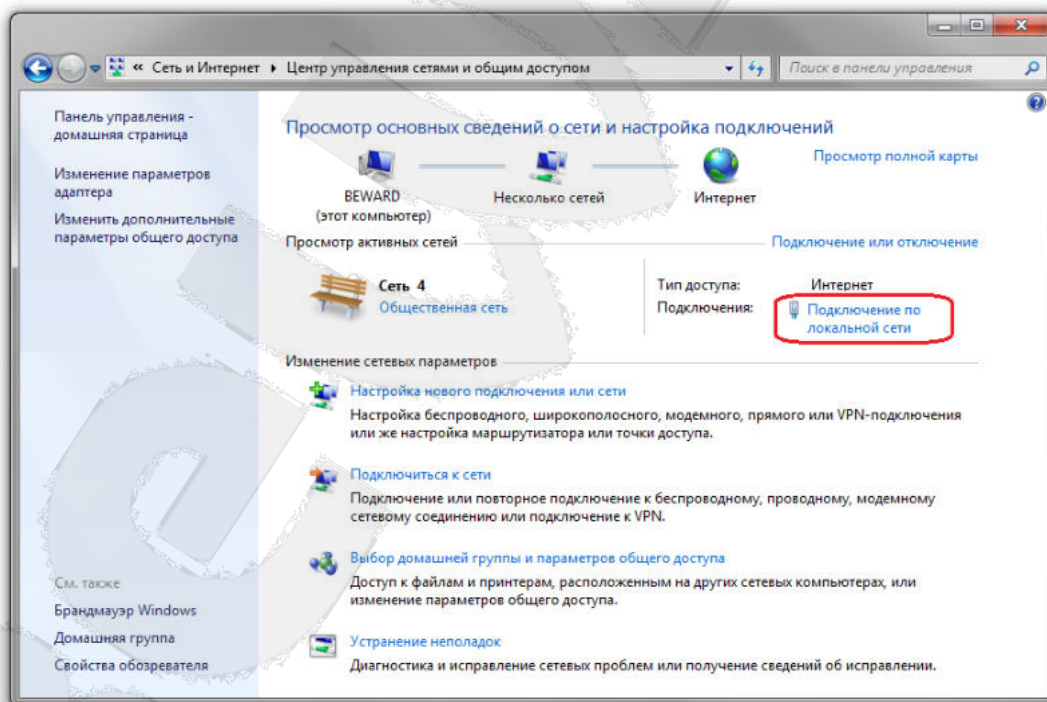 « Сеть и Интернет ▸ Центр управления сетями и общим доступом
Поиск в панели управления
Панель управления -
домашняя страница
Изменение параметров
адаптера
Изменить дополнительные
параметры общего доступа
См. также
Брандмауэр Windows
Домашняя группа
Свойства обозревателя
Просмотр основных сведений о сети и настройка подключений
Просмотр полной карты
BEWARD
(этот компьютер)
Несколько сетей
Интернет
Просмотр активных сетей
Подключение или отключение
Сеть 4
Общественная сеть
Тип доступа: Интернет
Подключения: Подключение по
локальной сети
Изменение сетевых параметров
Настройка нового подключения или сети
Настройка беспроводного, широкополосного, модемного, прямого или VPN-подключения
или же настройка маршрутизатора или точки доступа.
Подключиться к сети
Подключение или повторное подключение к беспроводному, проводному, модемному
сетевому соединению или подключение к VPN.
Выбор домашней группы и параметров общего доступа
Доступ к файлам и принтерам, расположенным на других сетевых компьютерах, или
изменение параметров общего доступа.
Устранение неполадок
Диагностика и исправление сетевых проблем или получение сведений об исправлении.